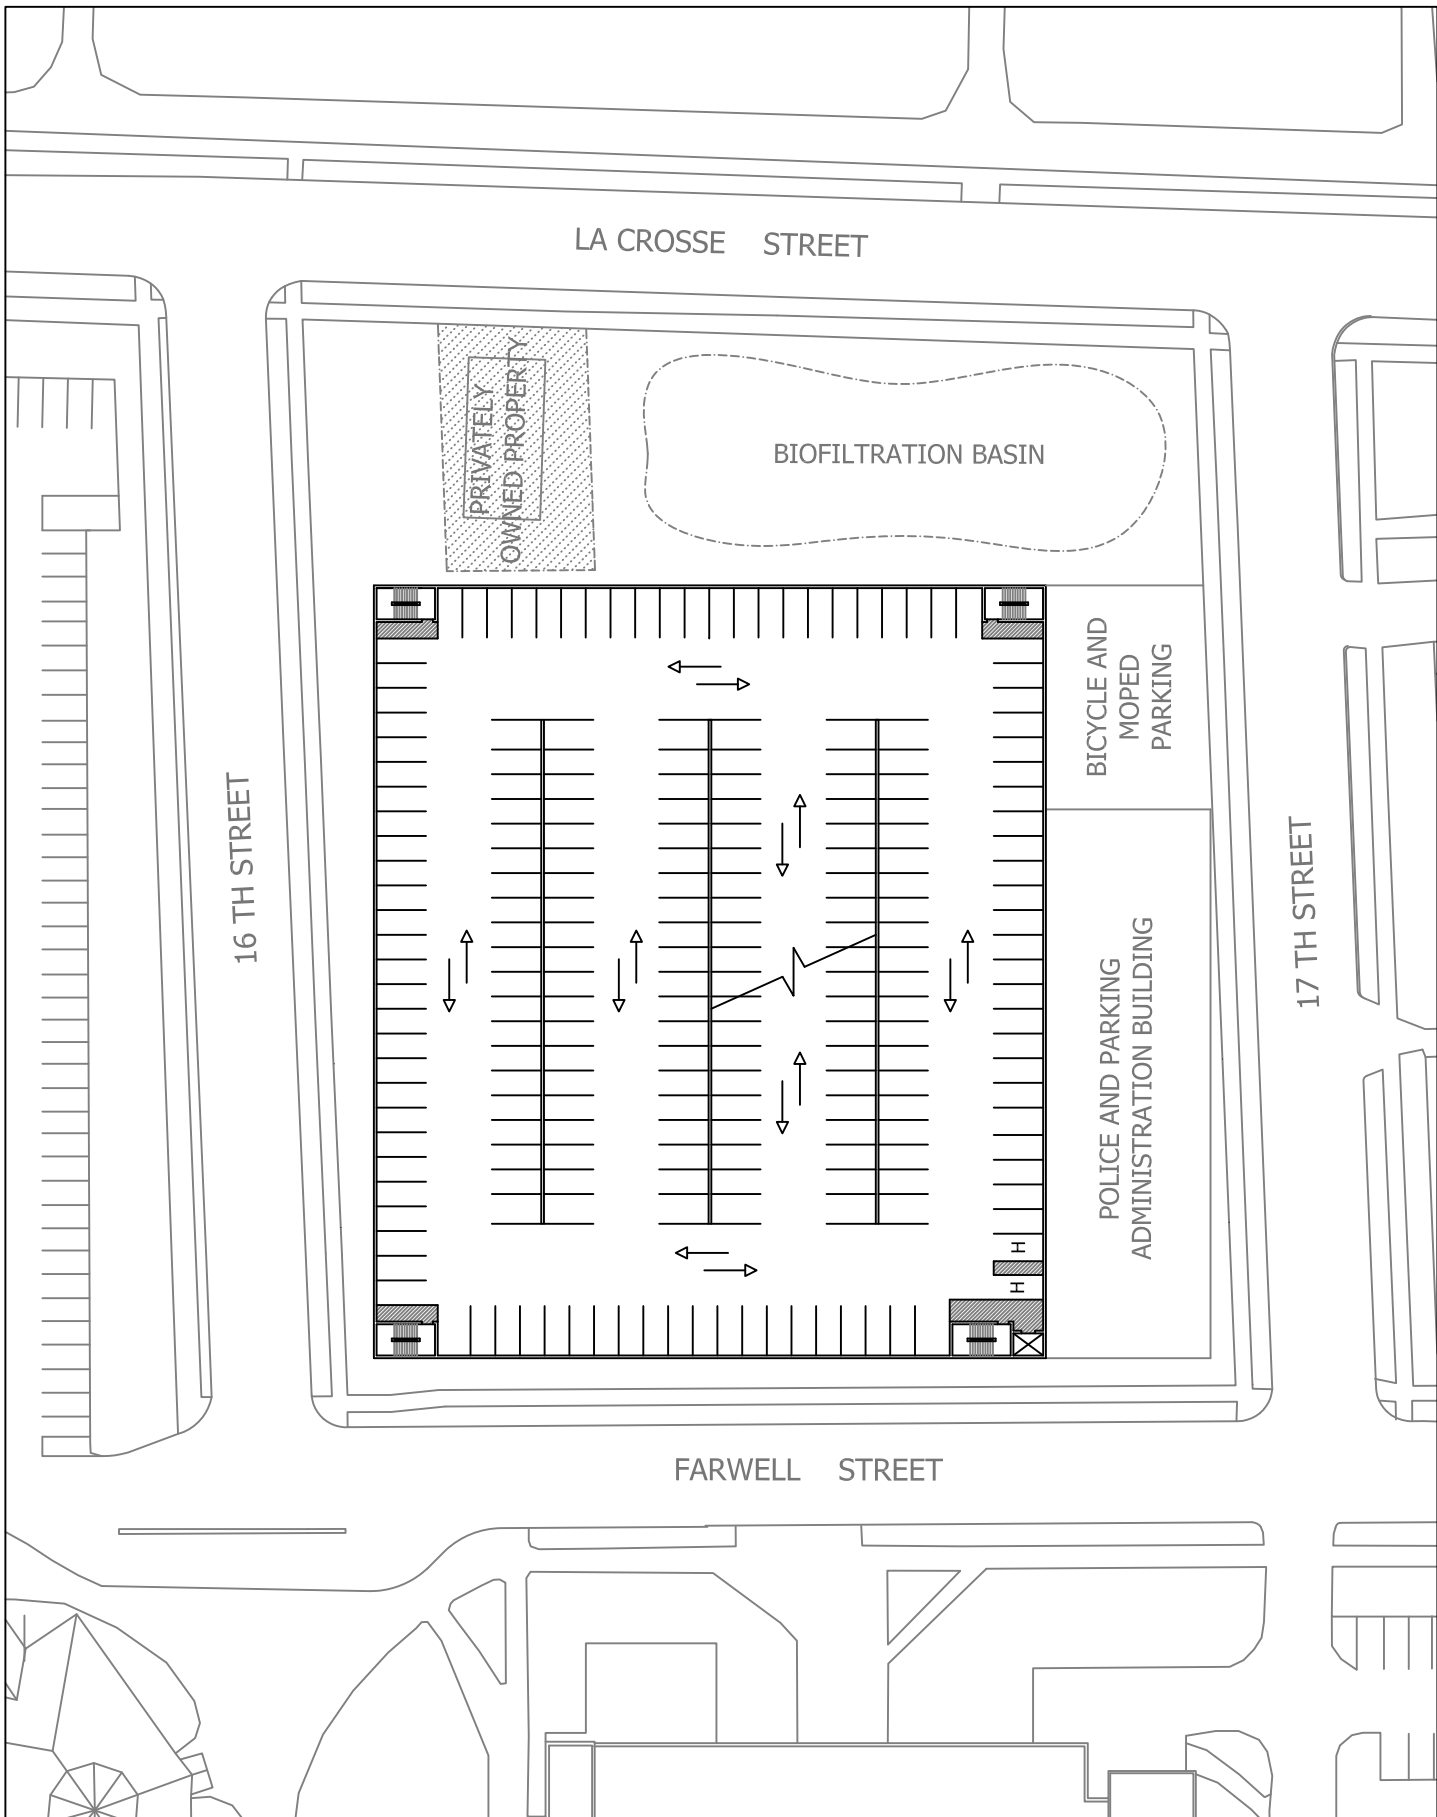 LA CROSSE STREET
PRIVATELY
OWNED PROPERTY
BIOFILTRATION BASIN
BICYCLE AND
MOPED
PARKING
16 TH STREET
17 TH STREET
POLICE AND PARKING
ADMINISTRATION BUILDING
H
H
FARWELL STREET